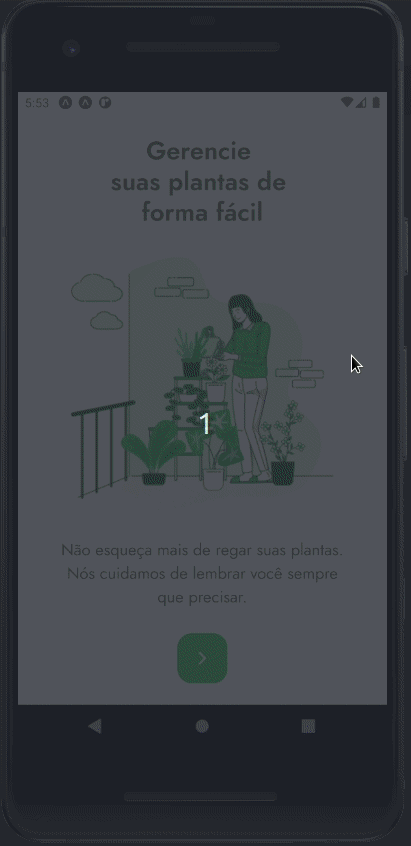 5:53
Gerencie
suas plantas de
forma fácil
1
Não esqueça mais de regar suas plantas.
Nós cuidamos de lembrar você sempre
que precisar.